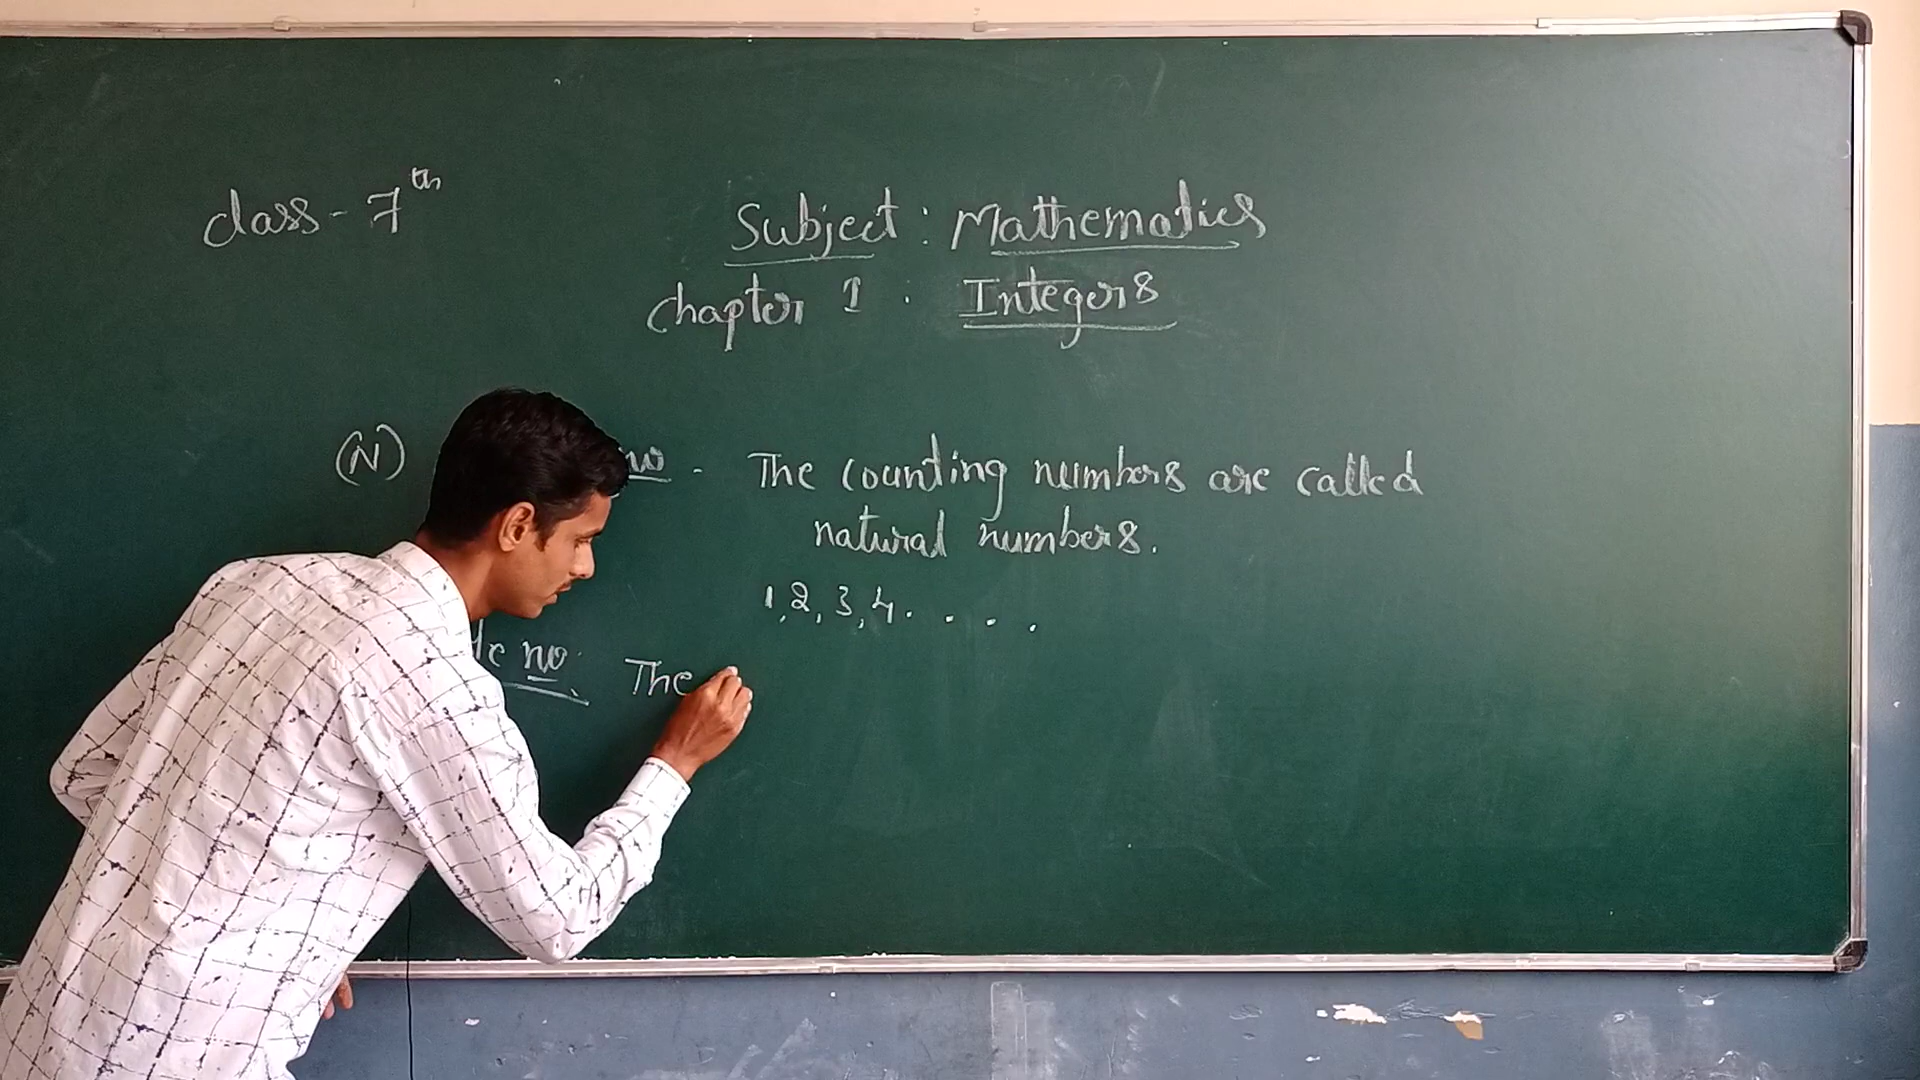 Class - 7th
Subject : Mathematics
Chapter 1 . Integers
(N) no - The counting numbers are called
natural numbers.
1, 2, 3, 4 . . . .
le no. The